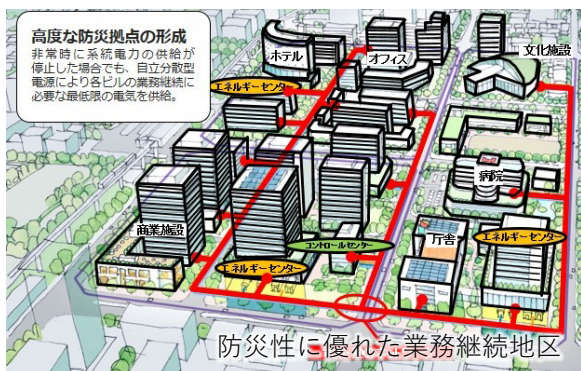 高度な防災拠点の形成
非常時に系統電力の供給が
停止した場合でも、自立分散型
電源により各ビルの業務継続に
必要な最低限の電気を供給。
ホテル
オフィス
文化施設
エネルギーセンター
病院
商業施設
庁舎
エネルギーセンター
コントロールセンター
エネルギーセンター
防災性に優れた業務継続地区